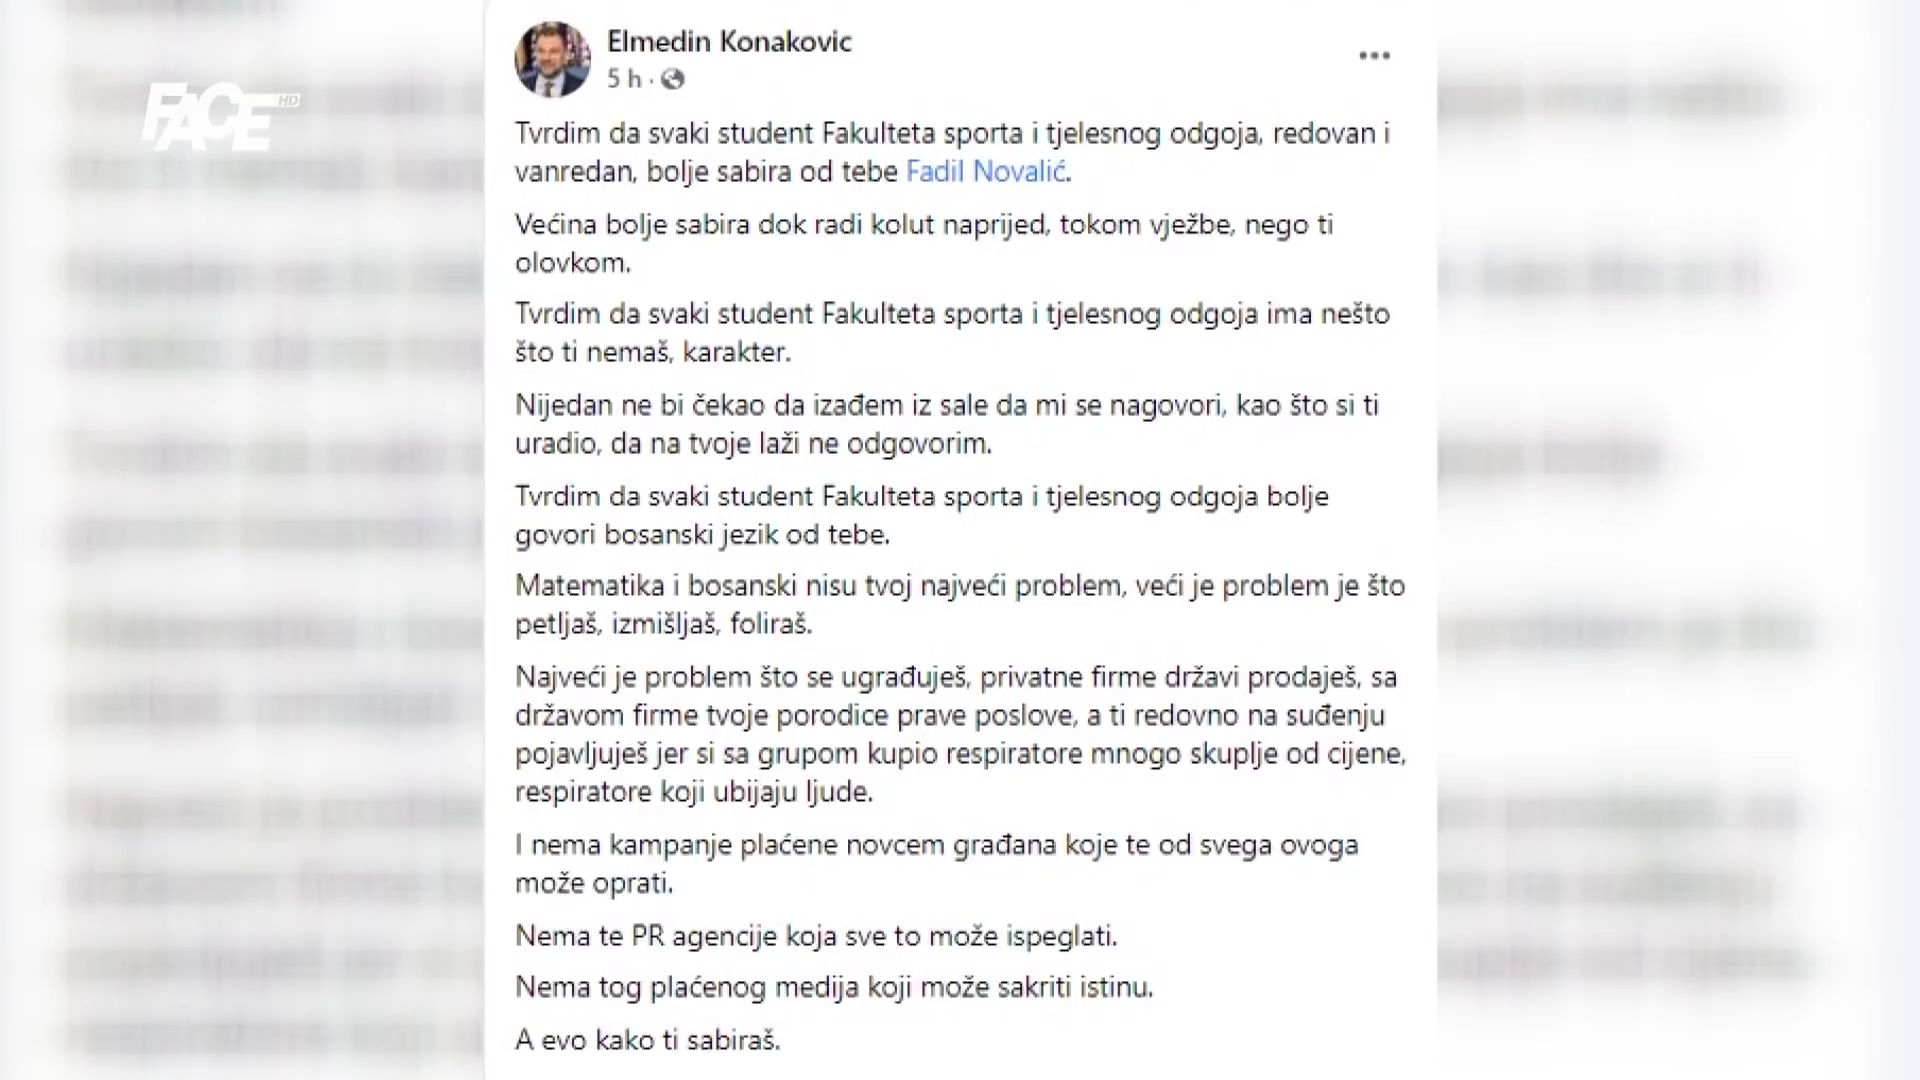 FACE HD
Elmedin Konakovic
5 h ·
Tvrdim da svaki student Fakulteta sporta i tjelesnog odgoja, redovan i
vanredan, bolje sabira od tebe Fadil Novalić.
Većina bolje sabira dok radi kolut naprijed, tokom vježbe, nego ti
olovkom.
Tvrdim da svaki student Fakulteta sporta i tjelesnog odgoja ima nešto
što ti nemaš, karakter.
Nijedan ne bi čekao da izađem iz sale da mi se nagovori, kao što si ti
uradio, da na tvoje laži ne odgovorim.
Tvrdim da svaki student Fakulteta sporta i tjelesnog odgoja bolje
govori bosanski jezik od tebe.
Matematika i bosanski nisu tvoj najveći problem, veći je problem je što
petljaš, izmišljaš, foliraš.
Najveći je problem što se ugrađuješ, privatne firme državi prodaješ, sa
državom firme tvoje porodice prave poslove, a ti redovno na suđenju
pojavljuješ jer si sa grupom kupio respiratore mnogo skuplje od cijene,
respiratore koji ubijaju ljude.
I nema kampanje plaćene novcem građana koje te od svega ovoga
može oprati.
Nema te PR agencije koja sve to može ispeglati.
Nema tog plaćenog medija koji može sakriti istinu.
A evo kako ti sabiraš.